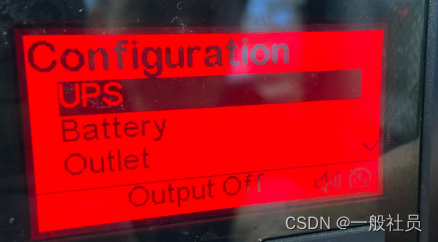 Configuration
UPS
Battery
Outlet
Output Off
CSDN @一般社员